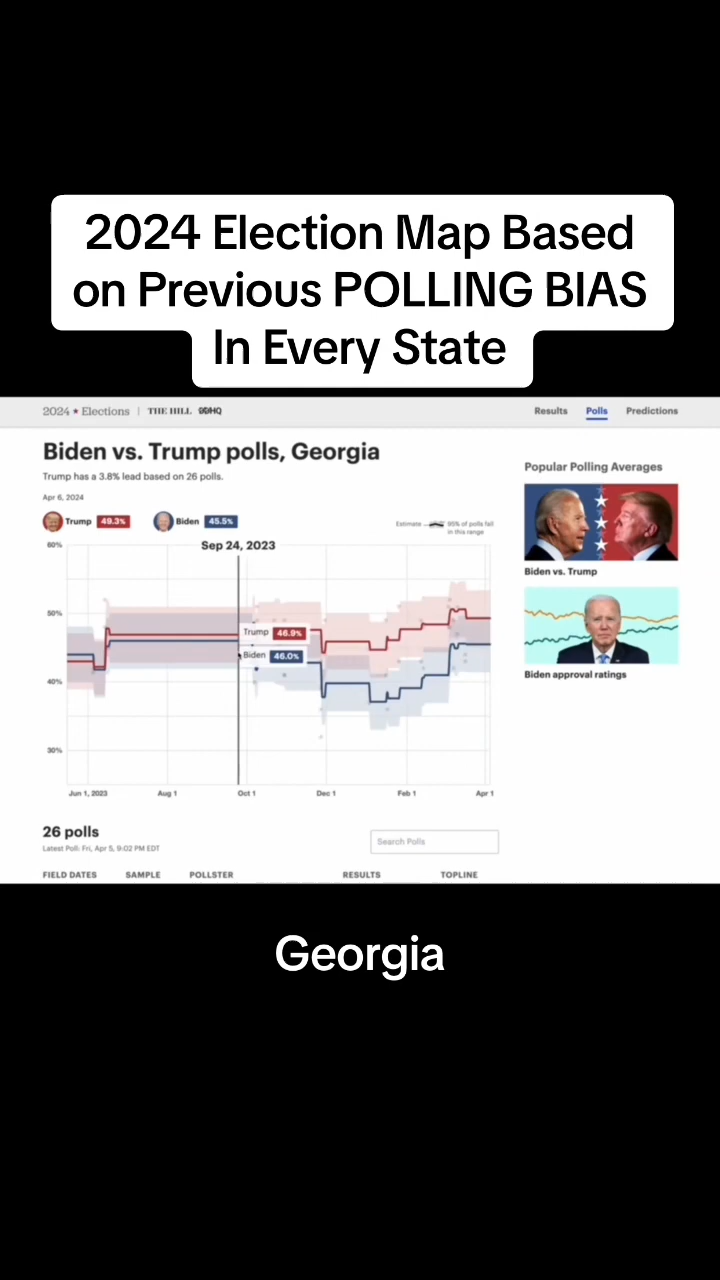 2024 Election Map Based
on Previous POLLING BIAS
In Every State
2024 ★ Elections | THE HILL DDHQ
Results Polls Predictions
Biden vs. Trump polls, Georgia
Trump has a 3.8% lead based on 26 polls.
Apr 6, 2024
Trump 49.3% Biden 45.5%
Estimate 95% of polls fall
in this range
60%
Sep 24, 2023
50%
Trump 46.9%
Biden 46.0%
40%
30%
Jun 1, 2023 Aug 1 Oct 1 Dec 1 Feb 1 Apr 1
Popular Polling Averages
Biden vs. Trump
Biden approval ratings
26 polls
Latest Poll: Fri, Apr 5, 9:02 PM EDT
Search Polls
FIELD DATES SAMPLE POLLSTER RESULTS TOPLINE
Georgia